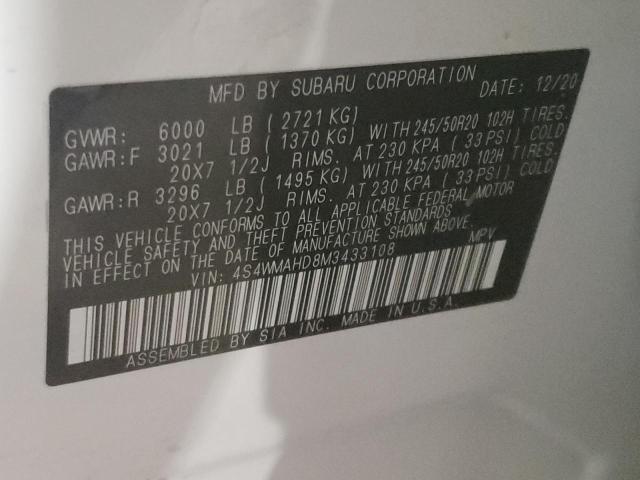 MFD BY SUBARU CORPORATION DATE: 12/20
GVWR: 6000 LB ( 2721 KG)
GAWR:F 3021 LB ( 1370 KG) WITH 245/50R20 102H TIRES.
20X7 1/2J RIMS. AT 230 KPA ( 33 PSI) COLD
GAWR:R 3296 LB ( 1495 KG) WITH 245/50R20 102H TIRES.
20X7 1/2J RIMS. AT 230 KPA ( 33 PSI) COLD
THIS VEHICLE CONFORMS TO ALL APPLICABLE FEDERAL MOTOR
VEHICLE SAFETY AND THEFT PREVENTION STANDARDS
IN EFFECT ON THE DATE OF MANUFACTURE SHOWN ABOVE.
VIN: 4S4WMAHD8M3433108 MPV
ASSEMBLED BY SIA INC. MADE IN U.S.A.